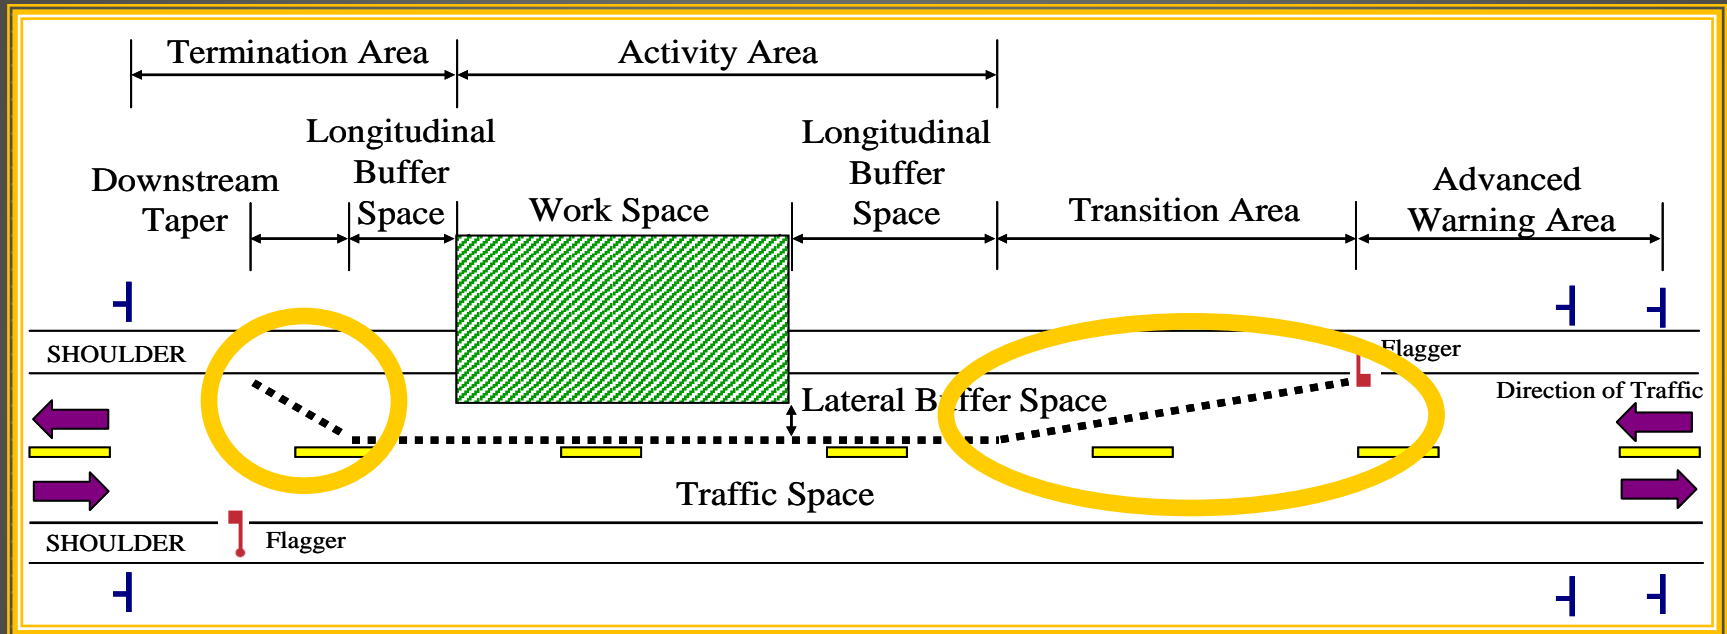 Termination Area
Activity Area
Longitudinal
Buffer
Space
Longitudinal
Buffer
Space
Downstream
Taper
Work Space
Transition Area
Advanced
Warning Area
SHOULDER
Flagger
Direction of Traffic
Lateral Buffer Space
Traffic Space
SHOULDER
Flagger